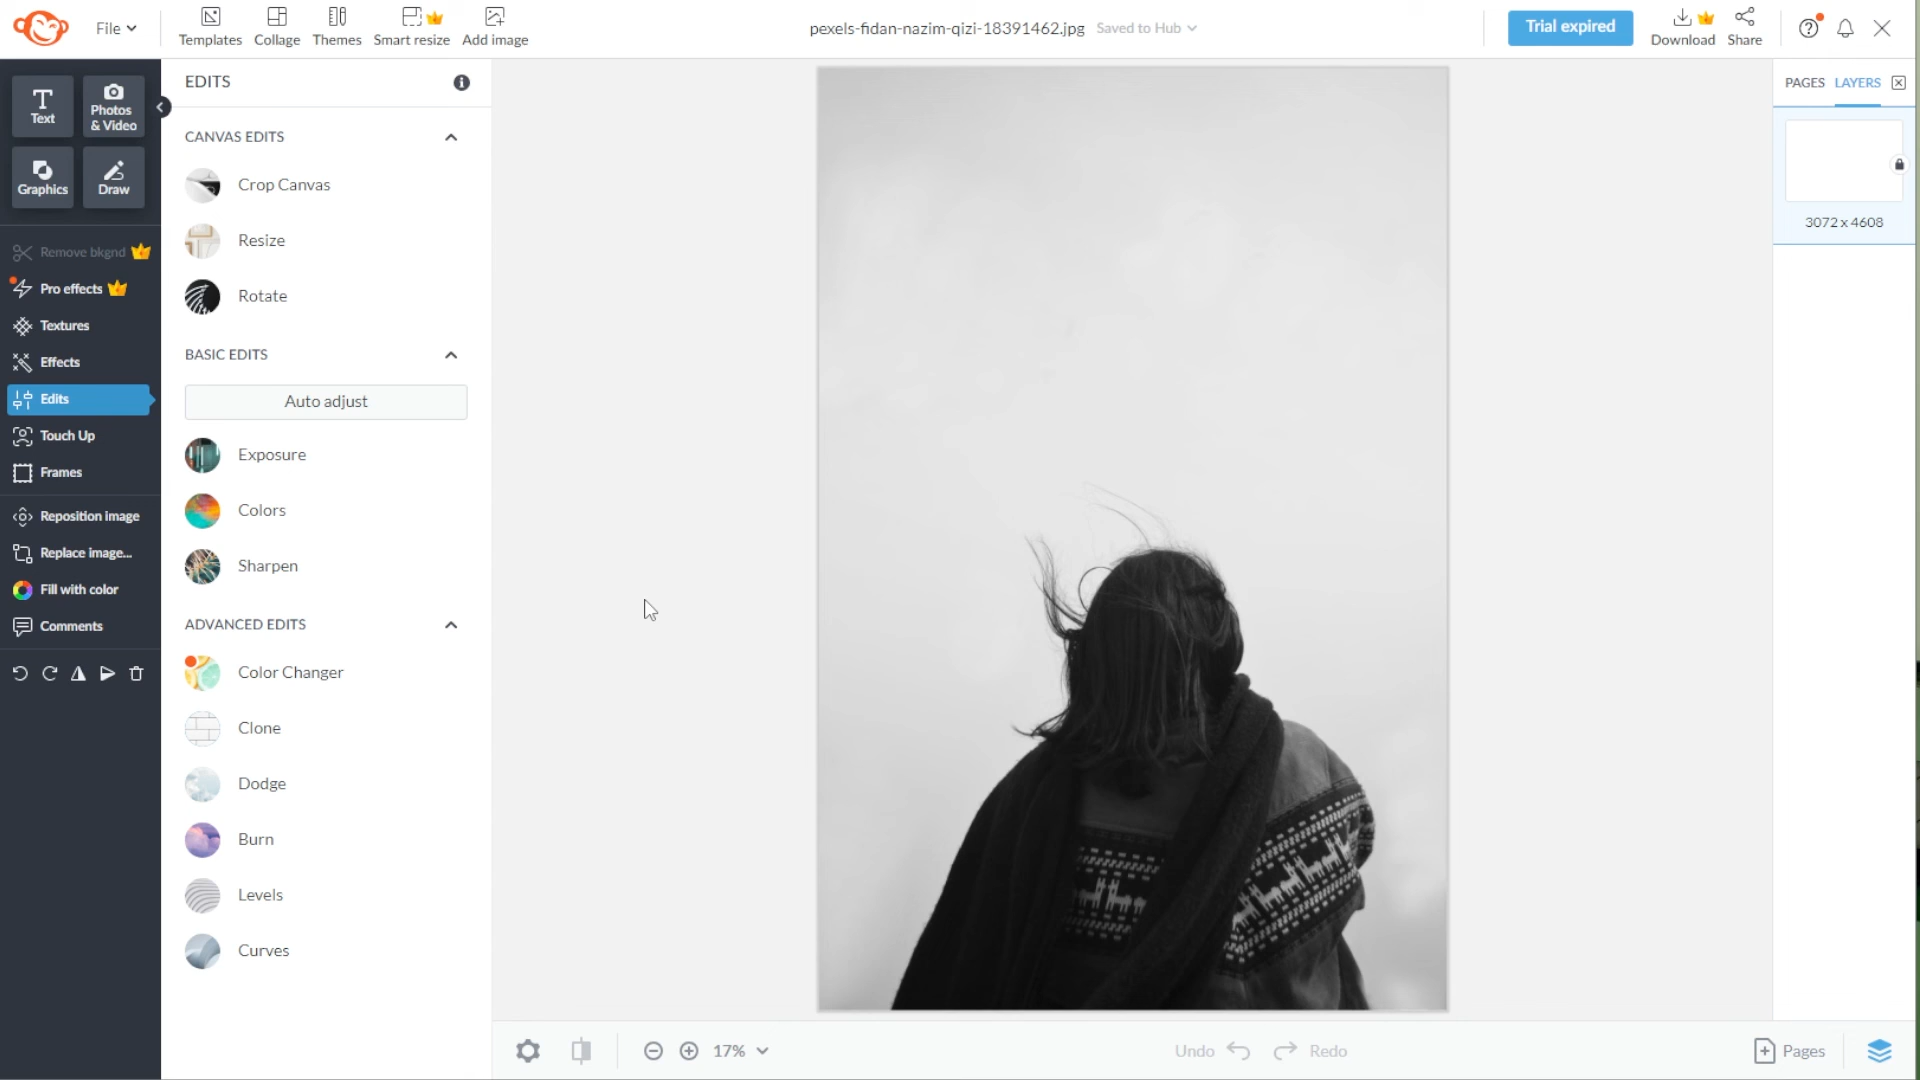 File
Templates
Collage
Themes
Smart resize
Add image
pexels-fidan-nazim-qizi-18391462.jpg
Saved to Hub
Trial expired
Download
Share
Text
Photos
& Video
Graphics
Draw
Remove bkgnd
Pro effects
Textures
Effects
Edits
Touch Up
Frames
Reposition image
Replace image...
Fill with color
Comments
EDITS
CANVAS EDITS
Crop Canvas
Resize
Rotate
BASIC EDITS
Auto adjust
Exposure
Colors
Sharpen
ADVANCED EDITS
Color Changer
Clone
Dodge
Burn
Levels
Curves
PAGES
LAYERS
3072 x 4608
17%
Undo
Redo
Pages